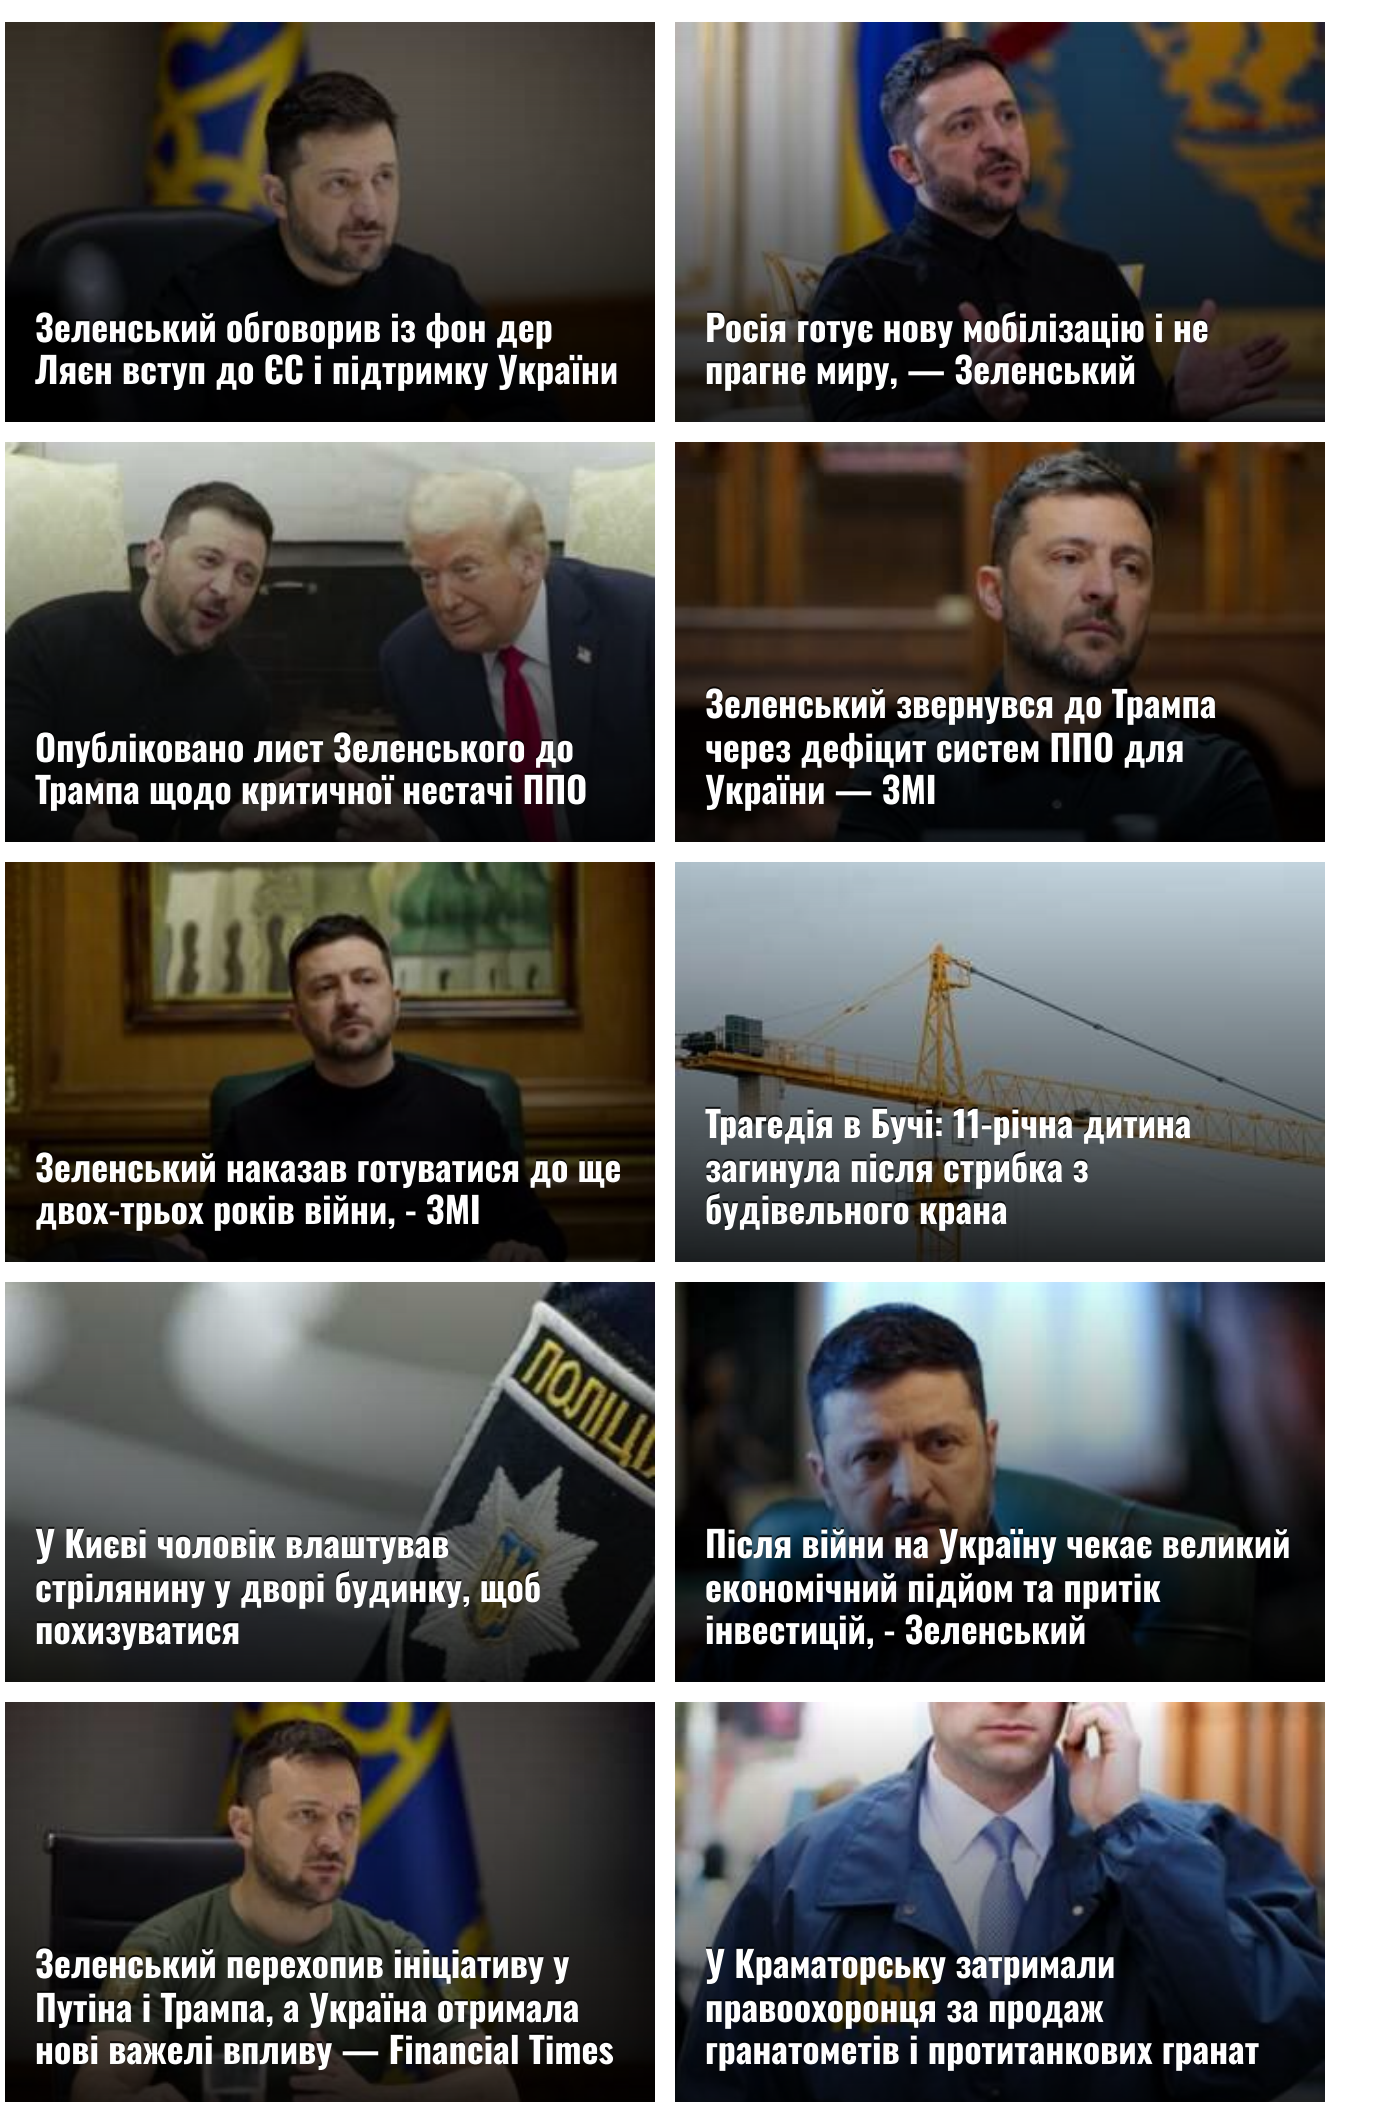 Зеленський обговорив із фон дер
Ляєн вступ до ЄС і підтримку України
Росія готує нову мобілізацію і не
прагне миру, — Зеленський
Опубліковано лист Зеленського до
Трампа щодо критичної нестачі ППО
Зеленський звернувся до Трампа
через дефіцит систем ППО для
України — ЗМІ
Зеленський наказав готуватися до ще
двох-трьох років війни, - ЗМІ
Трагедія в Бучі: 11-річна дитина
загинула після стрибка з
будівельного крана
ПОЛІЦІЯ
У Києві чоловік влаштував
стрілянину у дворі будинку, щоб
похизуватися
Після війни на Україну чекає великий
економічний підйом та притік
інвестицій, - Зеленський
Зеленський перехопив ініціативу у
Путіна і Трампа, а Україна отримала
нові важелі впливу — Financial Times
У Краматорську затримали
правоохоронця за продаж
гранатометів і протитанкових гранат